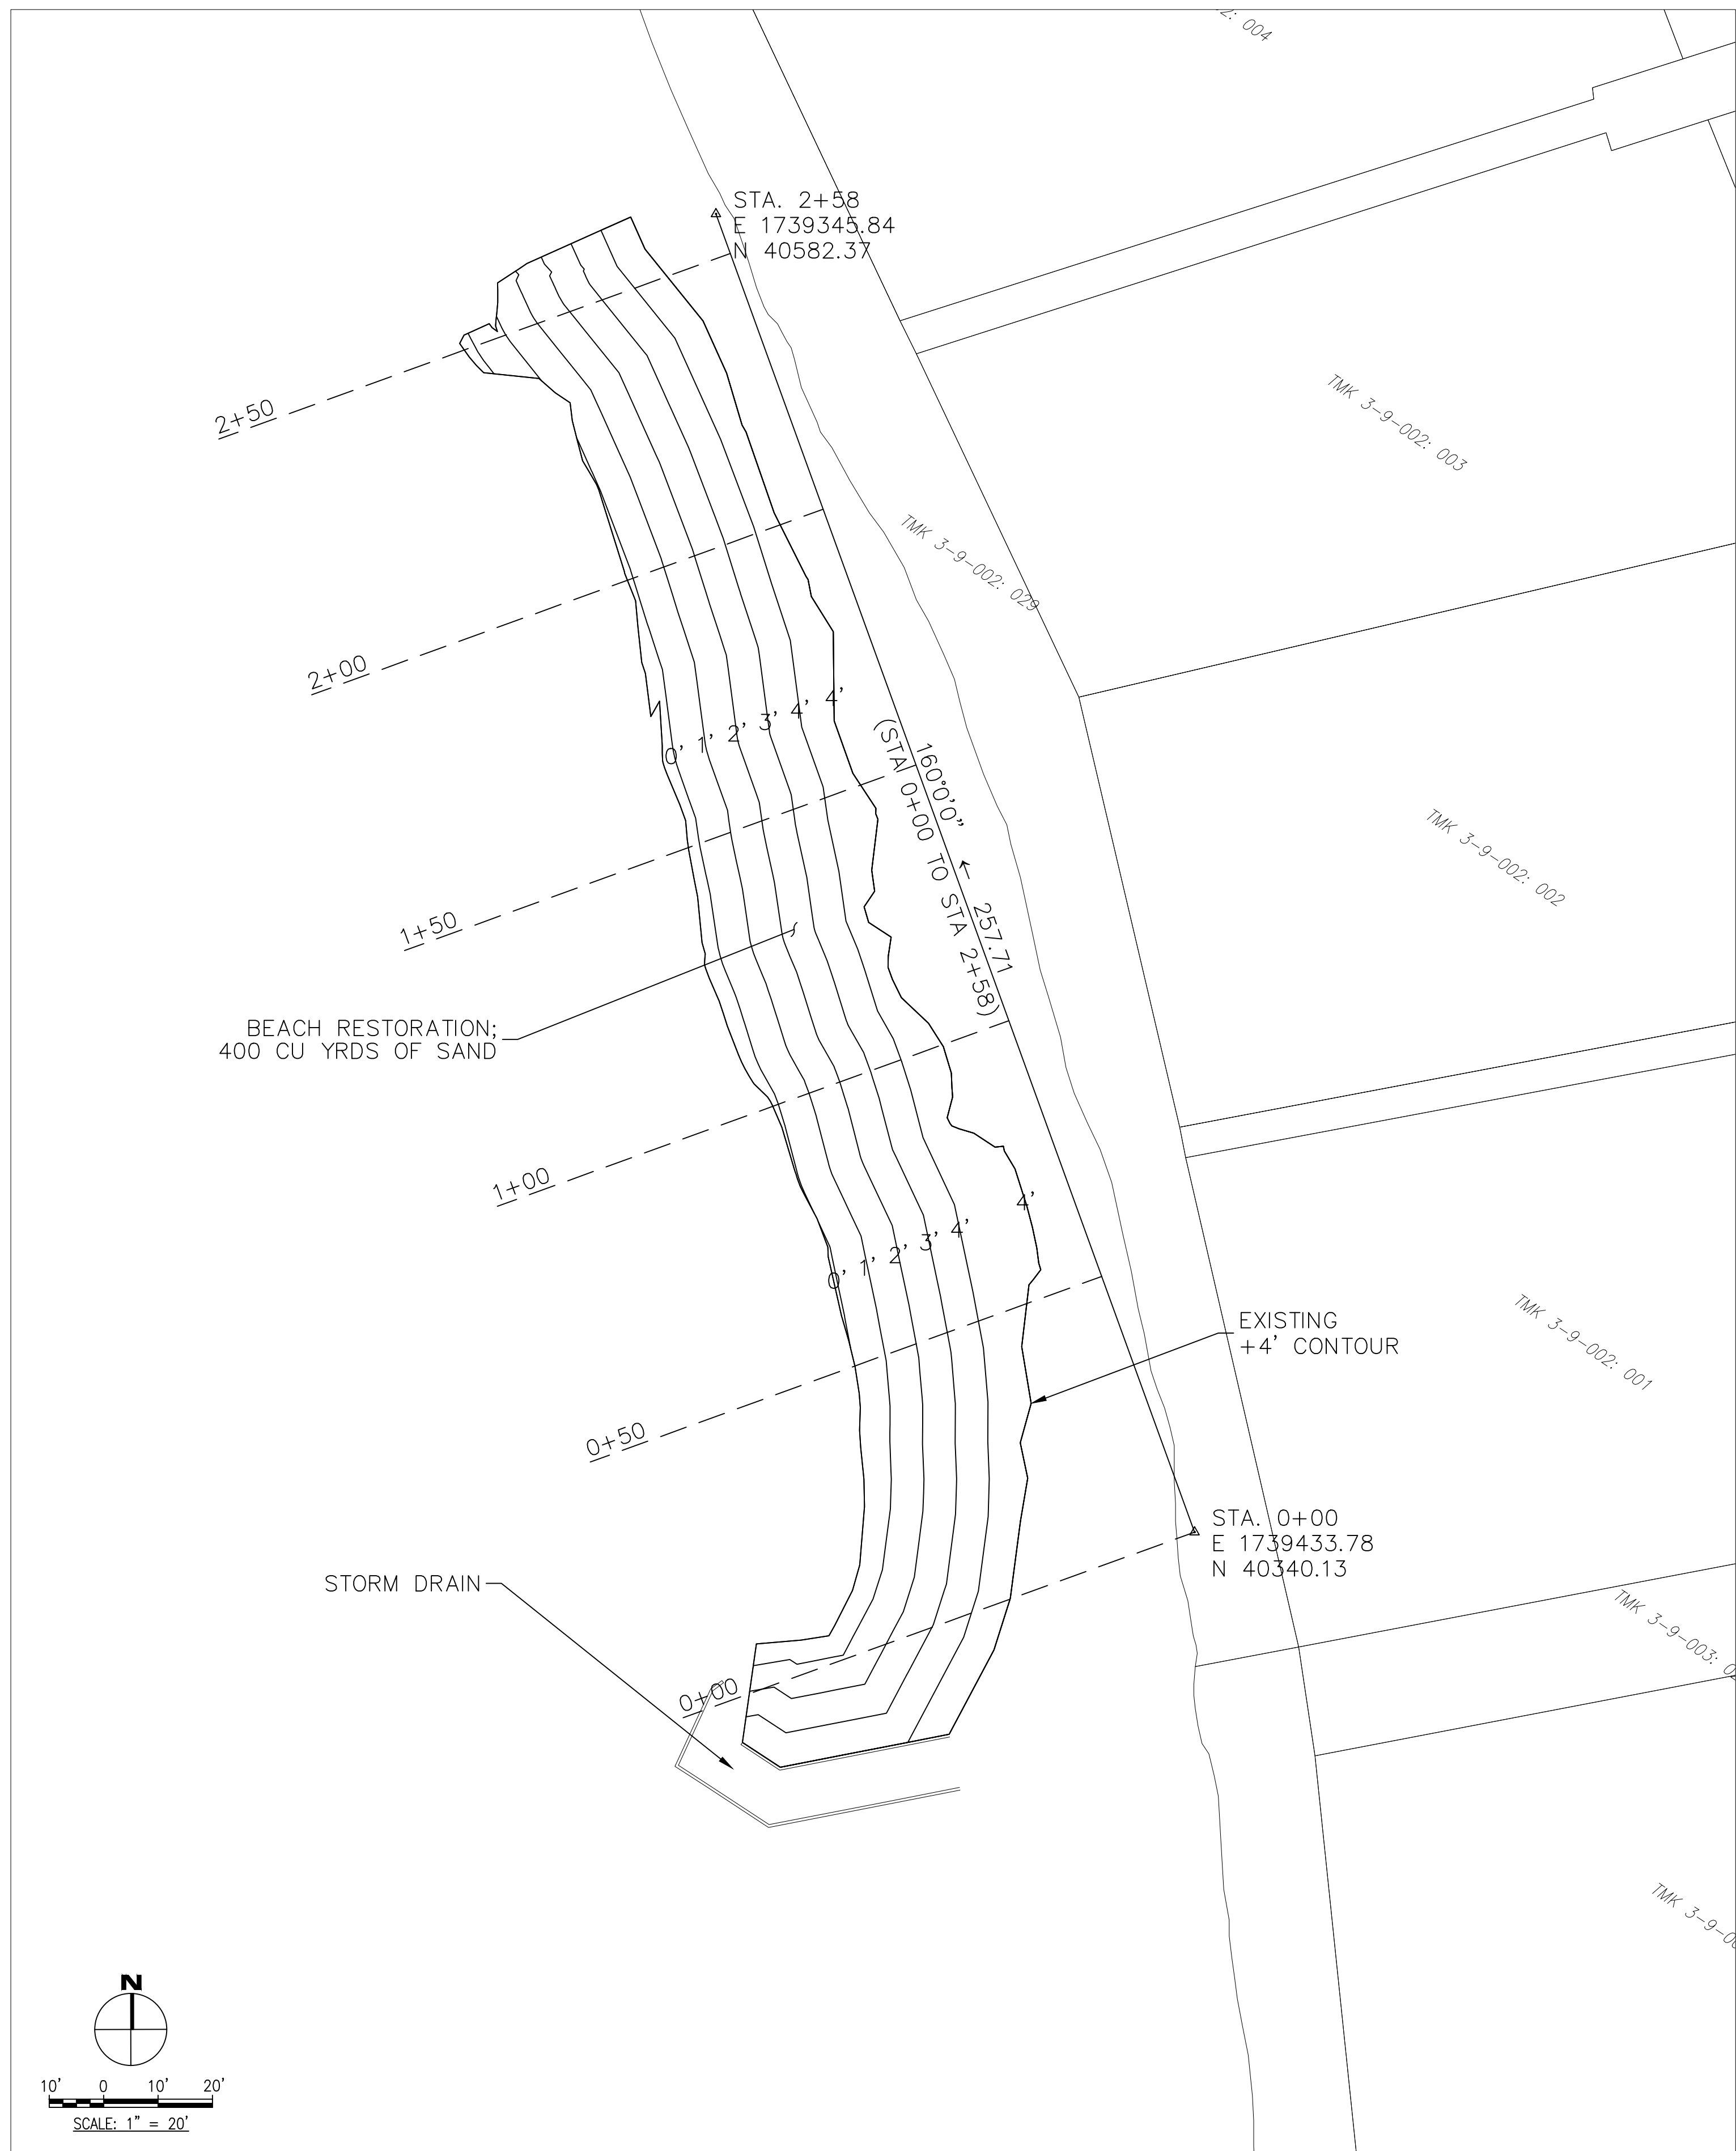 2: 004
STA. 2+58
E 1739345.84
N 40582.37
2+50
TMK 3-9-002: 003
TMK 3-9-002: 029
2+00
0' 1' 2' 3' 4' 4'
160°0'0" ← 257.71
(STA 0+00 TO STA 2+58)
TMK 3-9-002: 002
1+50
BEACH RESTORATION;
400 CU YRDS OF SAND
1+00
0' 1' 2' 3' 4' 4'
EXISTING
+4' CONTOUR
TMK 3-9-002: 001
0+50
STA. 0+00
E 1739433.78
N 40340.13
STORM DRAIN
TMK 3-9-003:
0+00
TMK 3-9-00
N
10' 0 10' 20'
SCALE: 1" = 20'